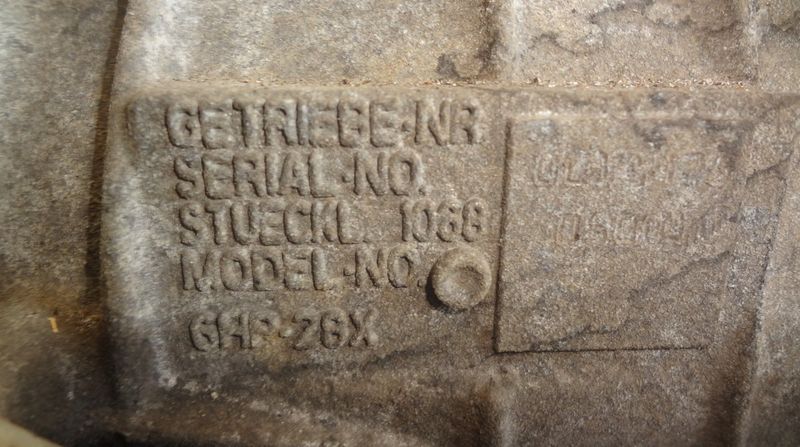 GETRIEBE-NR
SERIAL-NO.
STUECKL. 1068
MODEL-NO.
6HP-26X